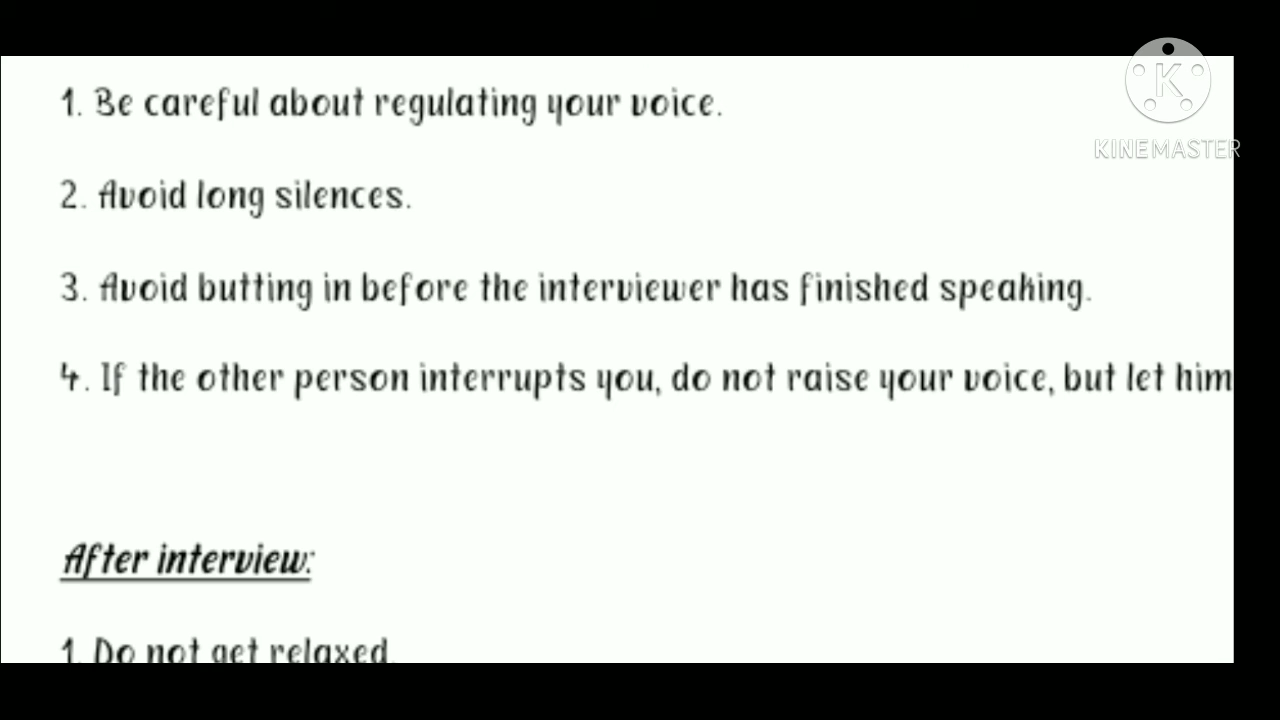 1. Be careful about regulating your voice.
KINEMASTER
2. Avoid long silences.
3. Avoid butting in before the interviewer has finished speaking.
4. If the other person interrupts you, do not raise your voice, but let him
After interview:
1. Do not get relaxed.